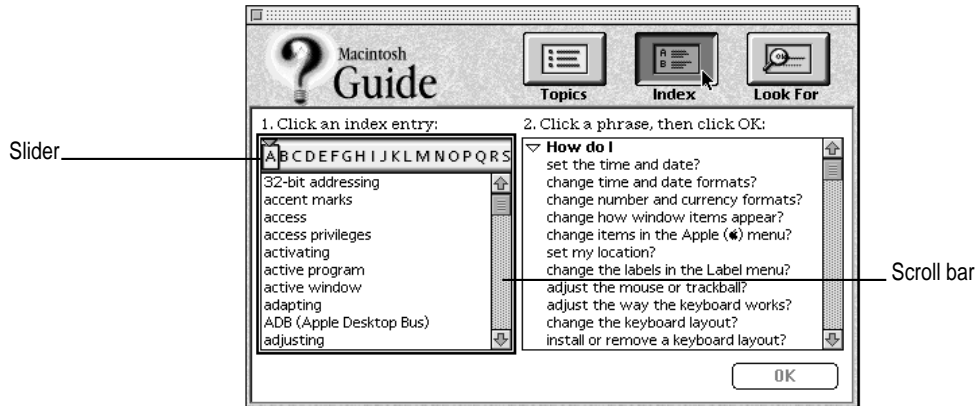 Macintosh
Guide
Topics
Index
Look For
1. Click an index entry:
2. Click a phrase, then click OK:
Slider
A B C D E F G H I J K L M N O P Q R S
32-bit addressing
accent marks
access
access privileges
activating
active program
active window
adapting
ADB (Apple Desktop Bus)
adjusting
How do I
set the time and date?
change time and date formats?
change number and currency formats?
change how window items appear?
change items in the Apple () menu?
set my location?
change the labels in the Label menu?
adjust the mouse or trackball?
adjust the way the keyboard works?
change the keyboard layout?
install or remove a keyboard layout?
Scroll bar
OK